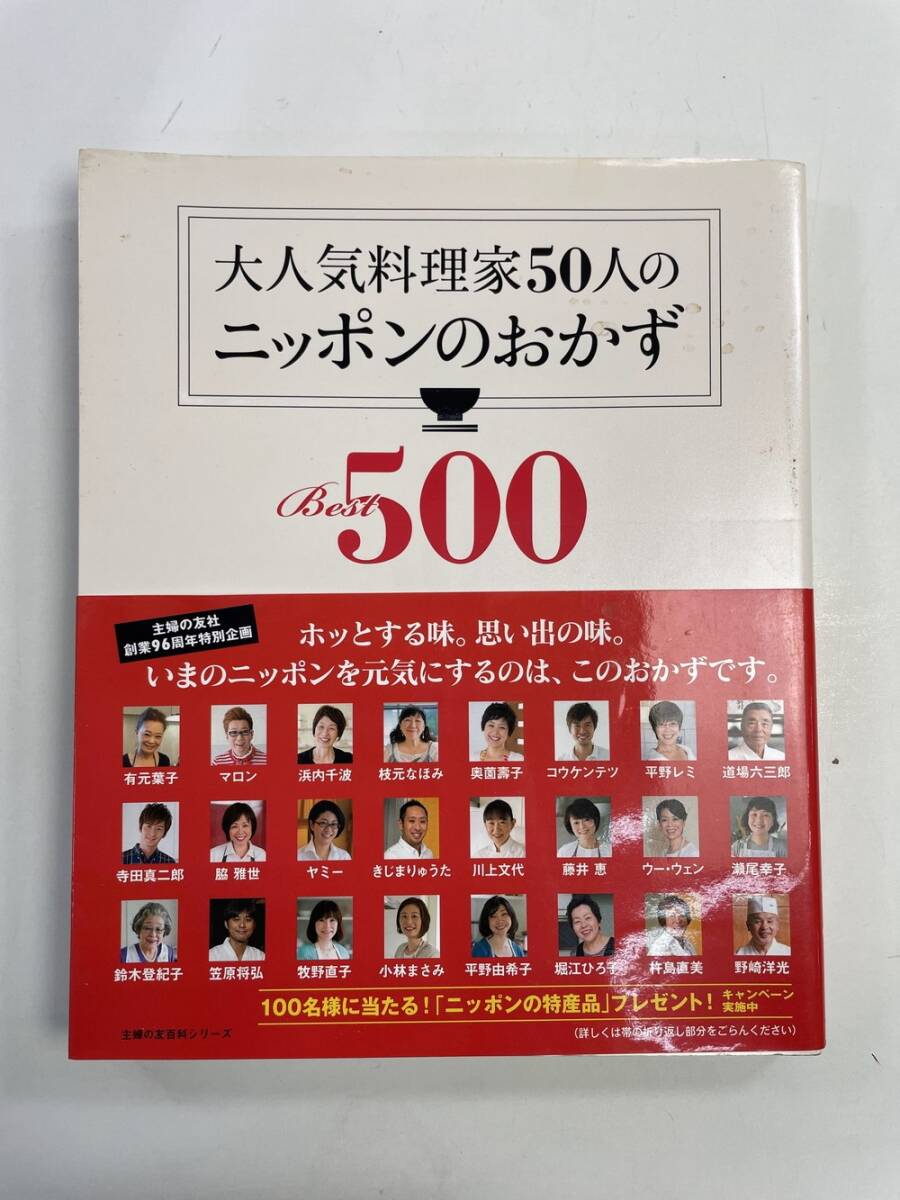 大人気料理家50人の
ニッポンのおかず
Best 500
主婦の友社
創業96周年特別企画
ホッとする味。思い出の味。
いまのニッポンを元気にするのは、このおかずです。
有元葉子 マロン 浜内千波 枝元なほみ 奥薗壽子 コウケンテツ 平野レミ 道場六三郎
寺田真二郎 脇 雅世 ヤミー きじまりゅうた 川上文代 藤井 恵 ウー・ウェン 瀬尾幸子
鈴木登紀子 笠原将弘 牧野直子 小林まさみ 平野由希子 堀江ひろ子 杵島直美 野崎洋光
100名様に当たる!「ニッポンの特産品」プレゼント! キャンペーン実施中
主婦の友百科シリーズ
(詳しくは帯の折り返し部分をごらんください)